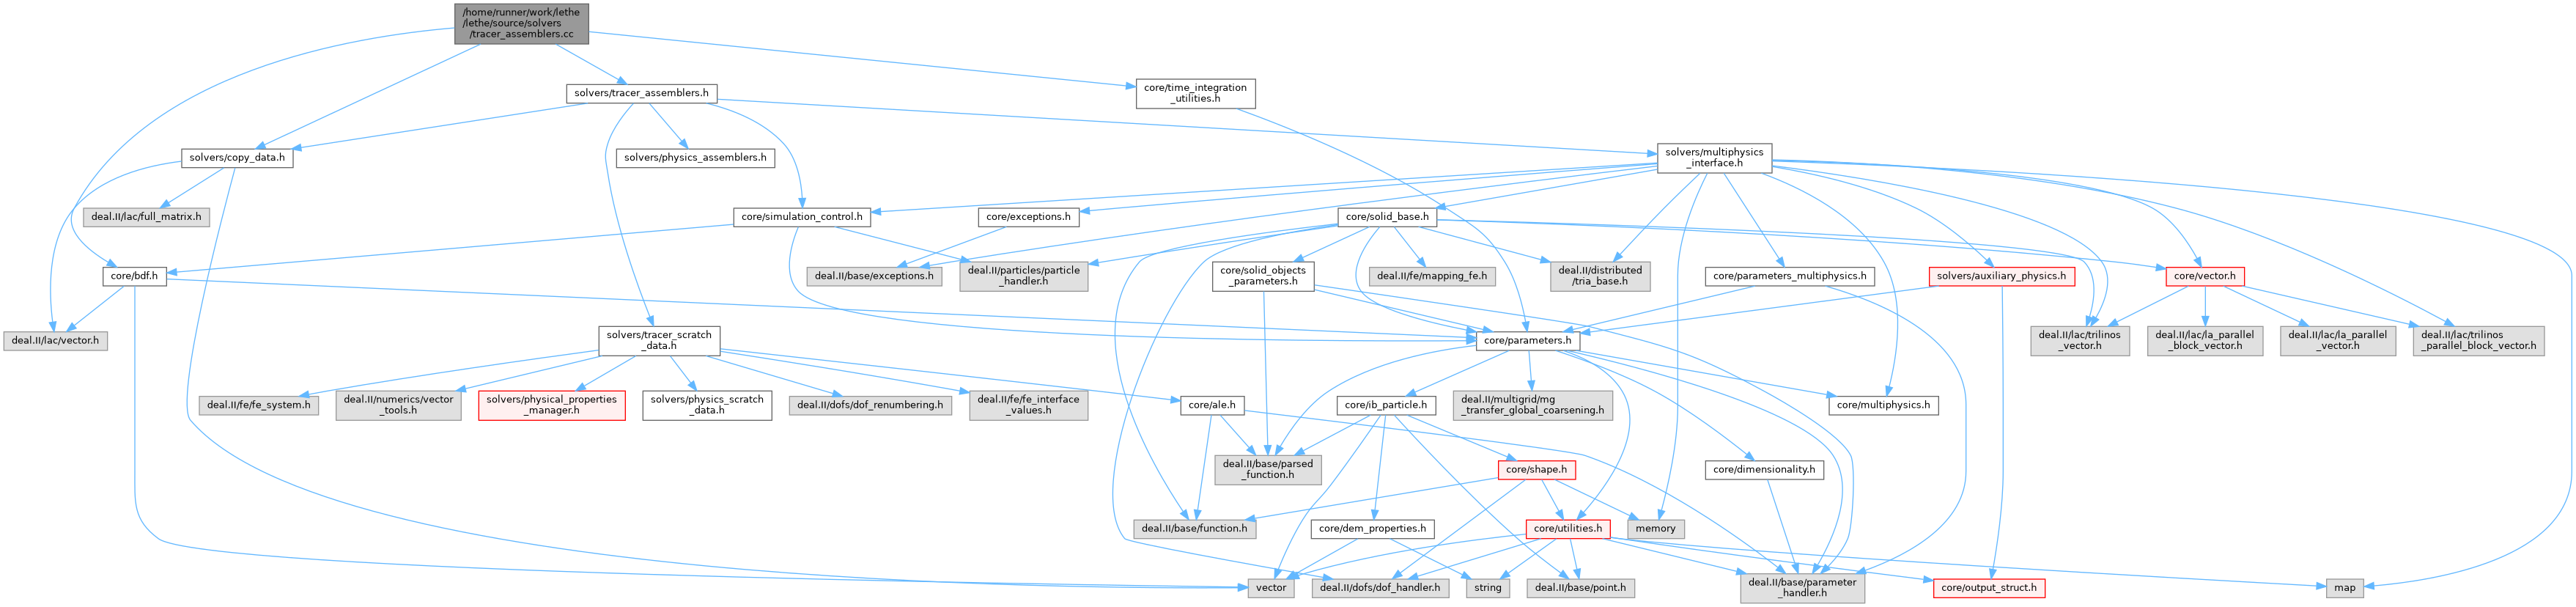 /home/runner/work/lethe
/lethe/source/solvers
/tracer_assemblers.cc
solvers/tracer_assemblers.h
core/time_integration
_utilities.h
solvers/copy_data.h
solvers/physics_assemblers.h
solvers/multiphysics
_interface.h
deal.II/lac/full_matrix.h
core/simulation_control.h
core/exceptions.h
core/solid_base.h
core/bdf.h
deal.II/base/exceptions.h
deal.II/particles/particle
_handler.h
core/solid_objects
_parameters.h
deal.II/fe/mapping_fe.h
deal.II/distributed
/tria_base.h
core/parameters_multiphysics.h
solvers/auxiliary_physics.h
core/vector.h
deal.II/lac/vector.h
solvers/tracer_scratch
_data.h
core/parameters.h
deal.II/lac/trilinos
_vector.h
deal.II/lac/la_parallel
_block_vector.h
deal.II/lac/la_parallel
_vector.h
deal.II/lac/trilinos
_parallel_block_vector.h
deal.II/fe/fe_system.h
deal.II/numerics/vector
_tools.h
solvers/physical_properties
_manager.h
solvers/physics_scratch
_data.h
deal.II/dofs/dof_renumbering.h
deal.II/fe/fe_interface
_values.h
core/ale.h
core/ib_particle.h
deal.II/multigrid/mg
_transfer_global_coarsening.h
core/multiphysics.h
deal.II/base/parsed
_function.h
core/shape.h
core/dimensionality.h
deal.II/base/function.h
core/dem_properties.h
core/utilities.h
memory
vector
deal.II/dofs/dof_handler.h
string
deal.II/base/point.h
deal.II/base/parameter
_handler.h
core/output_struct.h
map